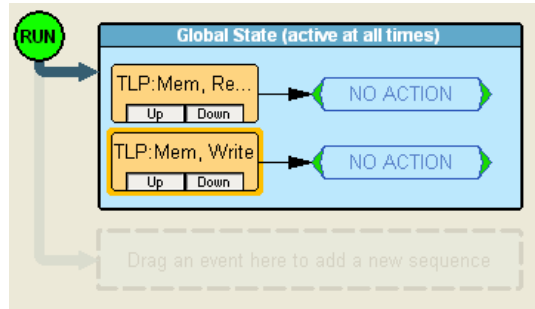 RUN
Global State (active at all times)
TLP:Mem, Re...
Up Down
NO ACTION
TLP:Mem, Write
Up Down
NO ACTION
Drag an event here to add a new sequence